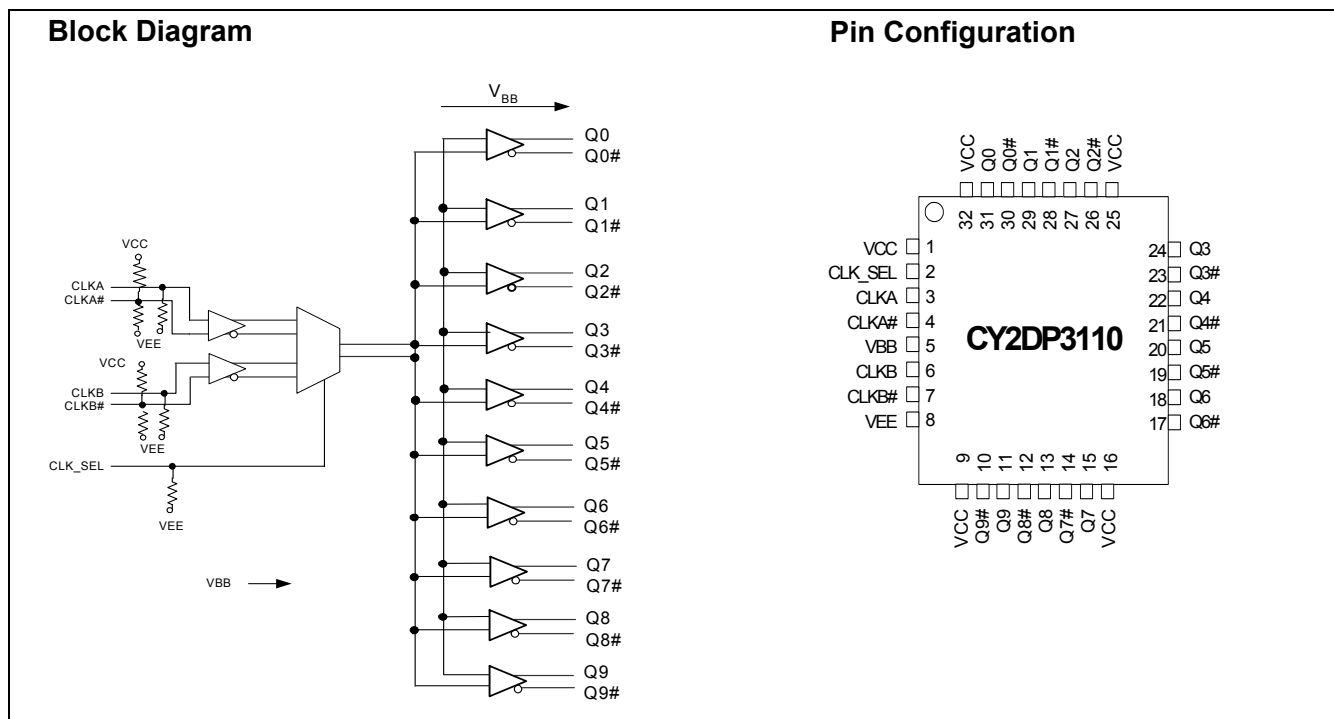 Block Diagram
Pin Configuration
V_BB
Q0
Q0#
Q1
Q1#
Q2
Q2#
Q3
Q3#
Q4
Q4#
Q5
Q5#
Q6
Q6#
Q7
Q7#
Q8
Q8#
Q9
Q9#
VCC
CLKA
CLKA#
VEE
VCC
CLKB
CLKB#
VEE
CLK_SEL
VEE
VBB
VCC Q0 Q0# Q1 Q1# Q2 Q2# VCC
32 31 30 29 28 27 26 25
VCC 1
CLK_SEL 2
CLKA 3
CLKA# 4
VBB 5
CLKB 6
CLKB# 7
VEE 8
CY2DP3110
24 Q3
23 Q3#
22 Q4
21 Q4#
20 Q5
19 Q5#
18 Q6
17 Q6#
9 10 11 12 13 14 15 16
VCC Q9# Q9 Q8# Q8 Q7# Q7 VCC